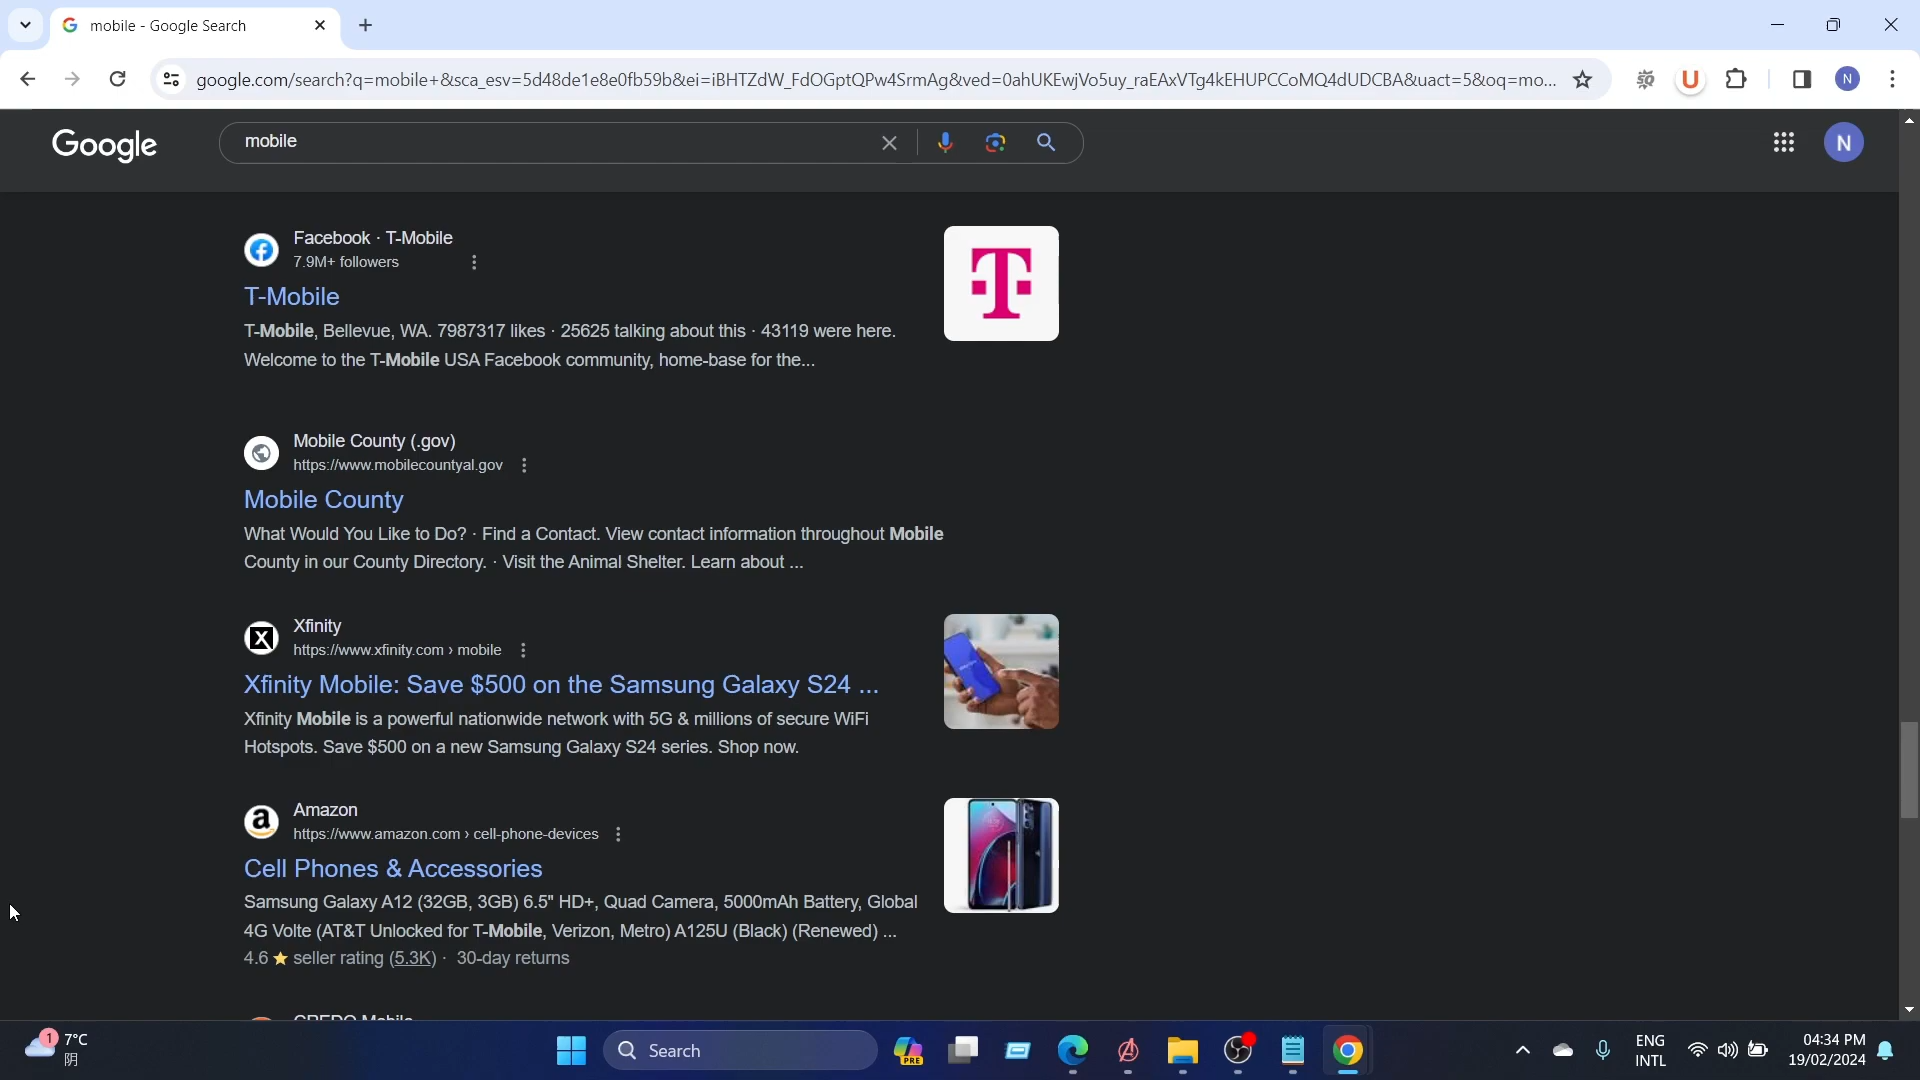 mobile - Google Search
google.com/search?q=mobile+&sca_esv=5d48de1e8e0fb59b&ei=iBHTZdW_FdOGptQPw4SrmAg&ved=0ahUKEwjVo5uy_raEAxVTg4kEHUPCCoMQ4dUDCBA&uact=5&oq=mo...
N
Google
mobile
N
Facebook · T-Mobile
7.9M+ followers
T-Mobile
T-Mobile, Bellevue, WA. 7987317 likes · 25625 talking about this · 43119 were here.
Welcome to the T-Mobile USA Facebook community, home-base for the...
Mobile County (.gov)
https://www.mobilecountyal.gov
Mobile County
What Would You Like to Do? · Find a Contact. View contact information throughout Mobile
County in our County Directory. · Visit the Animal Shelter. Learn about ...
Xfinity
https://www.xfinity.com › mobile
Xfinity Mobile: Save $500 on the Samsung Galaxy S24 ...
Xfinity Mobile is a powerful nationwide network with 5G & millions of secure WiFi
Hotspots. Save $500 on a new Samsung Galaxy S24 series. Shop now.
Amazon
https://www.amazon.com › cell-phone-devices
Cell Phones & Accessories
Samsung Galaxy A12 (32GB, 3GB) 6.5" HD+, Quad Camera, 5000mAh Battery, Global
4G Volte (AT&T Unlocked for T-Mobile, Verizon, Metro) A125U (Black) (Renewed) ...
4.6 ★ seller rating (5.3K) · 30-day returns
CREDO Mobile
1
7°C
阴
Search
PRE
ENG
INTL
04:34 PM
19/02/2024